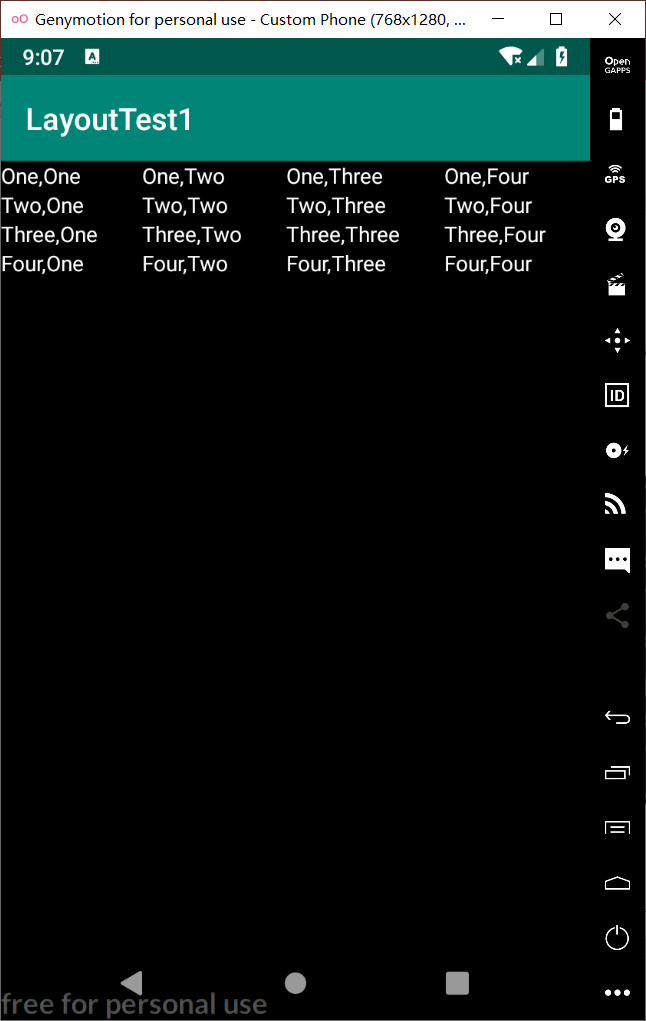 Genymotion for personal use - Custom Phone (768x1280, ...
9:07
A
Open
GAPPS
LayoutTest1
One,One One,Two One,Three One,Four
Two,One Two,Two Two,Three Two,Four
Three,One Three,Two Three,Three Three,Four
Four,One Four,Two Four,Three Four,Four
GPS
ID
free for personal use